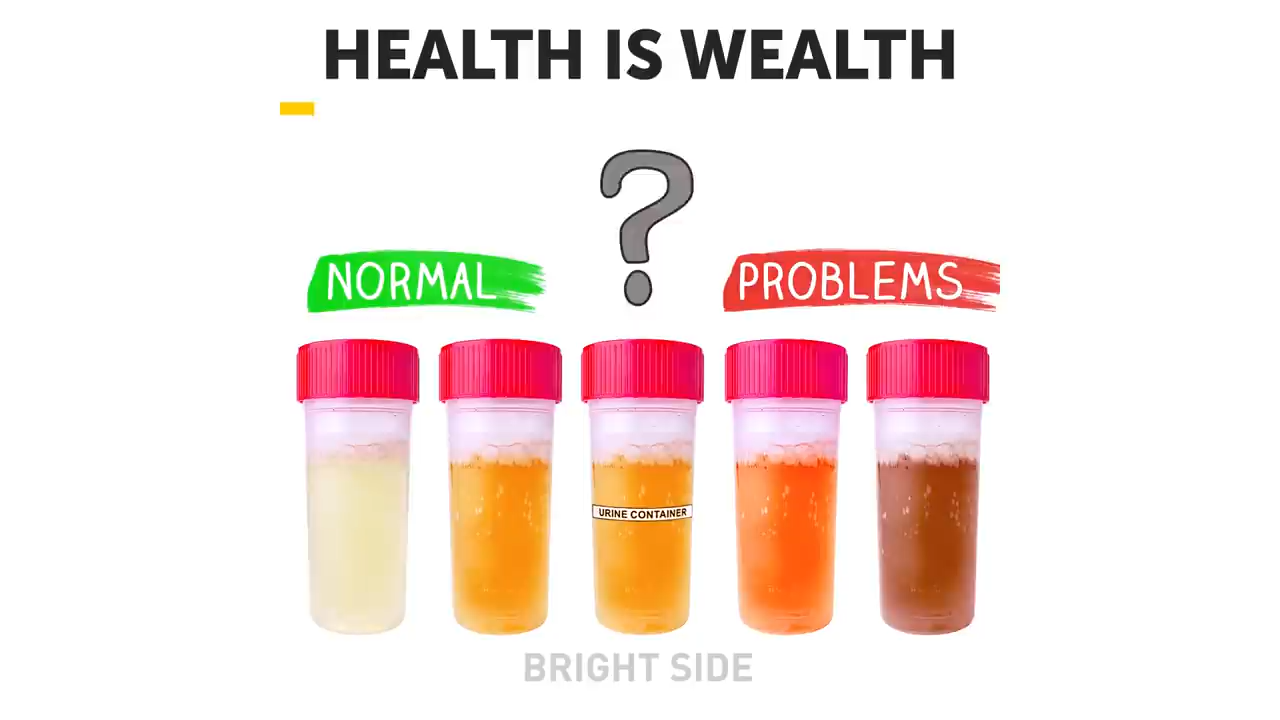 HEALTH IS WEALTH
?
NORMAL
PROBLEMS
URINE CONTAINER
BRIGHT SIDE